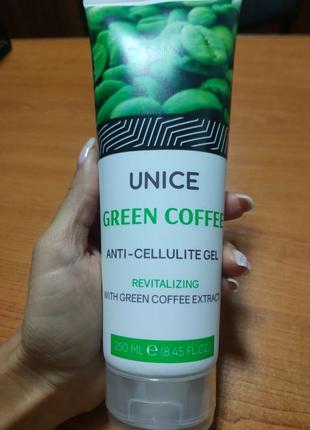 UNICE
GREEN COFFEE
ANTI-CELLULITE GEL
REVITALIZING
WITH GREEN COFFEE EXTRACT
250 ML ℮ (8.45 FL.OZ.)